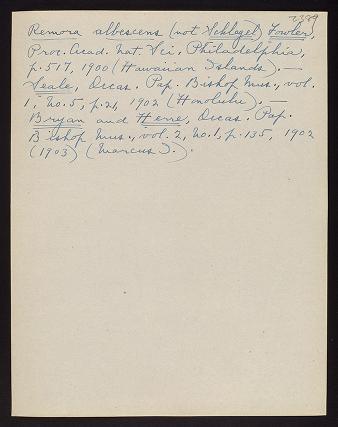 2384
Remora albescens (not Schlegel) Fowler,
Proc. Acad. Nat. Sci. Philadelphia,
p. 517, 1900 (Hawaiian Islands). —
Seale, Occas. Pap. Bishop Mus., vol.
1, no. 5, p. 21, 1902 (Honolulu). —
Bryan and Herre, Occas. Pap.
Bishop Mus., vol. 2, No. 1, p. 135, 1902
(1903) (Marcus I.).